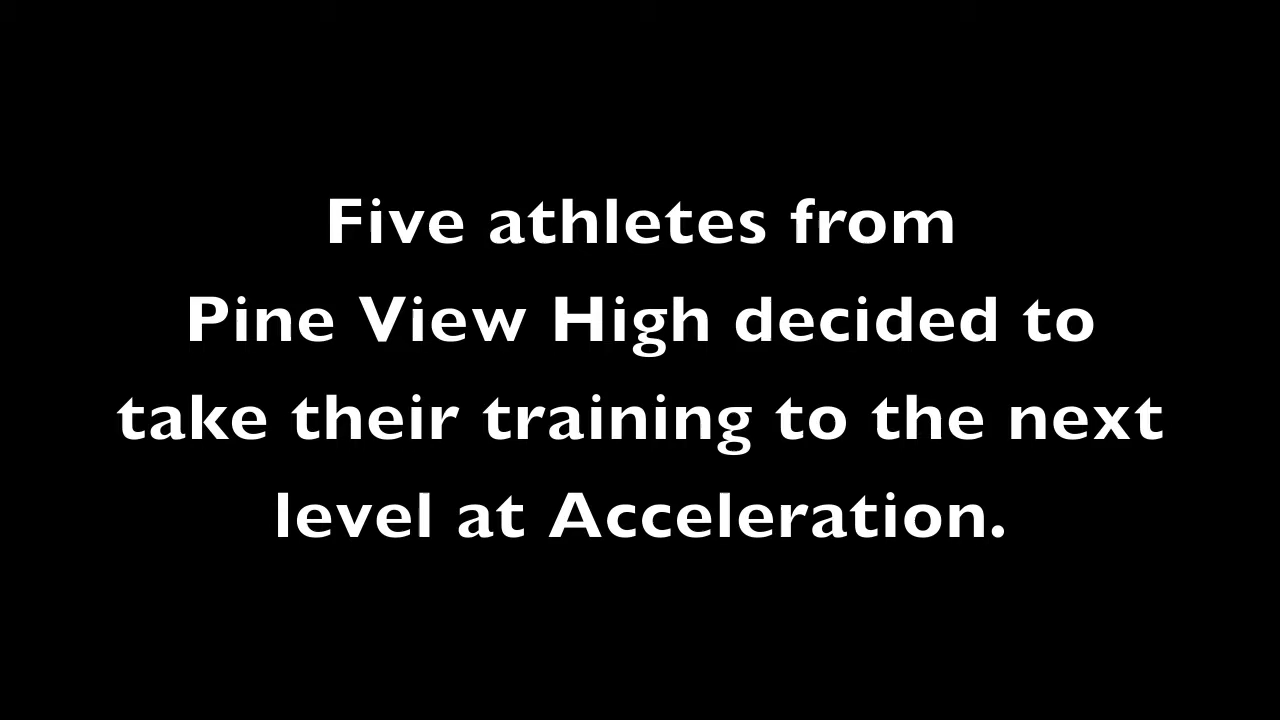 Five athletes from
Pine View High decided to
take their training to the next
level at Acceleration.